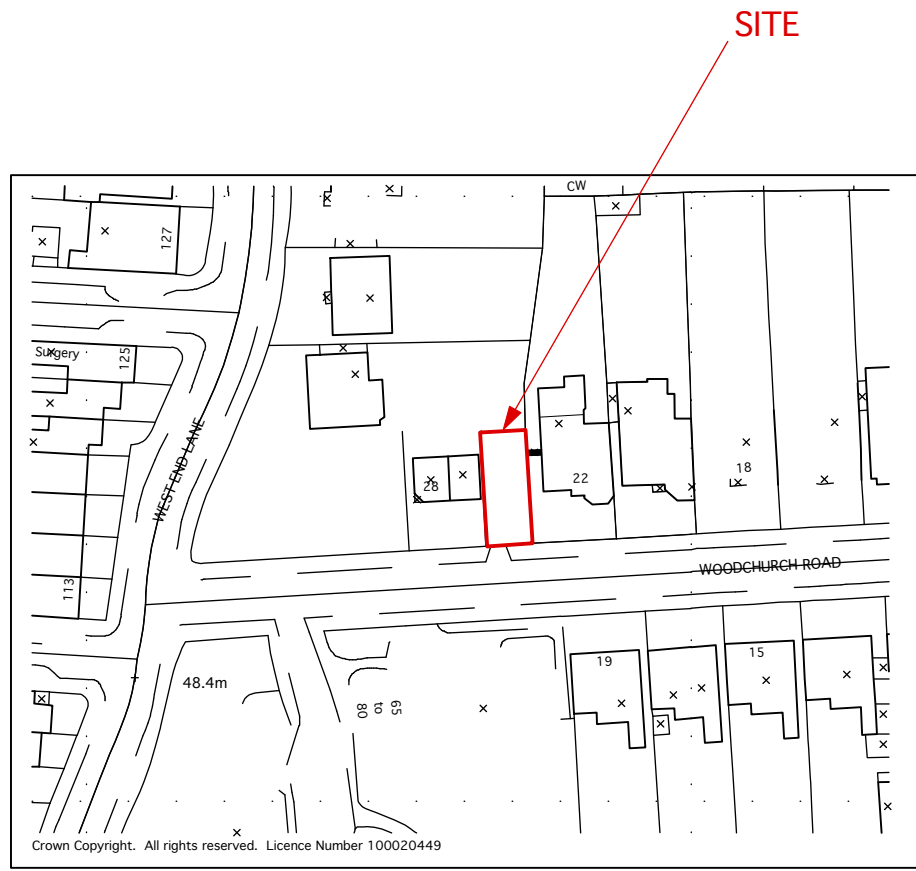 SITE
CW
127
Surgery
125
WEST END LANE
28
22
18
WOODCHURCH ROAD
113
19
15
48.4m
65
to
80
Crown Copyright. All rights reserved. Licence Number 100020449